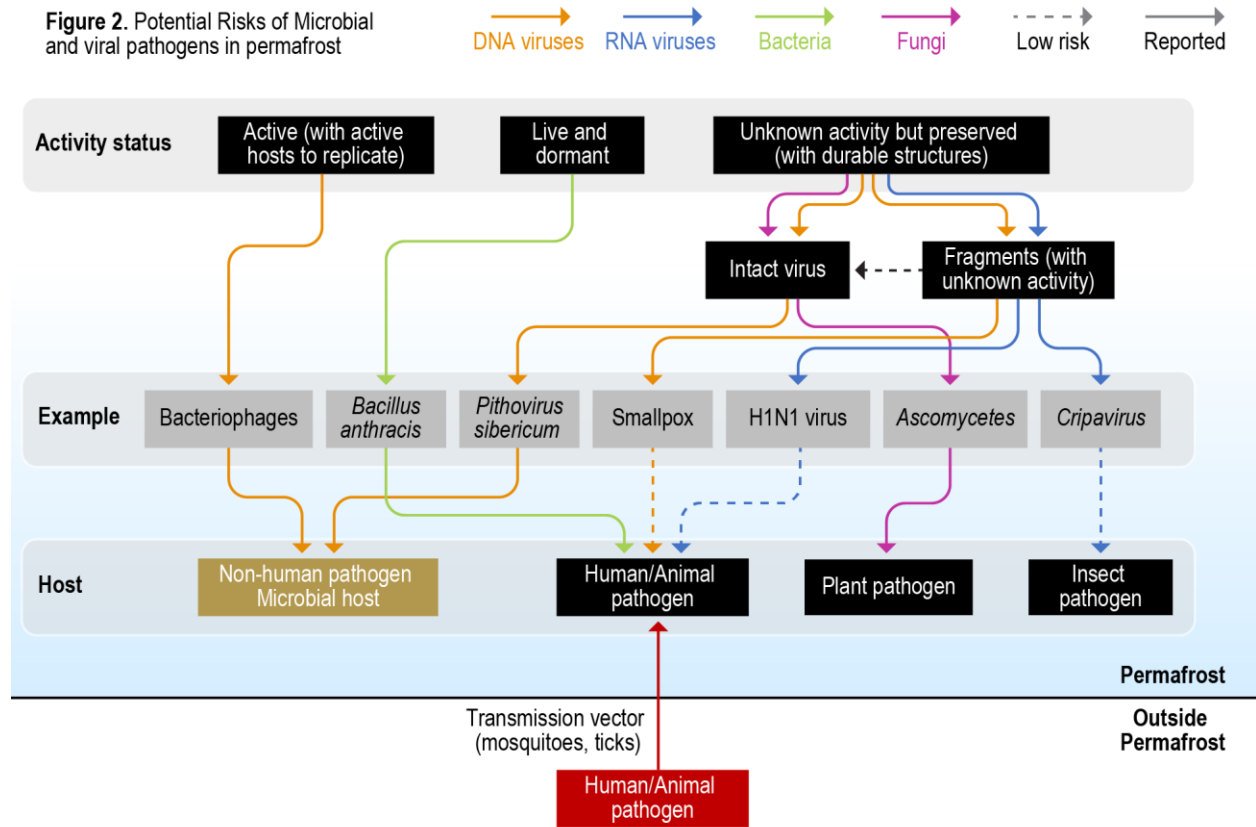 Figure 2. Potential Risks of Microbial
and viral pathogens in permafrost
DNA viruses
RNA viruses
Bacteria
Fungi
Low risk
Reported
Activity status
Active (with active
hosts to replicate)
Live and
dormant
Unknown activity but preserved
(with durable structures)
Intact virus
Fragments (with
unknown activity)
Example
Bacteriophages
Bacillus
anthracis
Pithovirus
sibericum
Smallpox
H1N1 virus
Ascomycetes
Cripavirus
Host
Non-human pathogen
Microbial host
Human/Animal
pathogen
Plant pathogen
Insect
pathogen
Permafrost
Outside
Permafrost
Transmission vector
(mosquitoes, ticks)
Human/Animal
pathogen